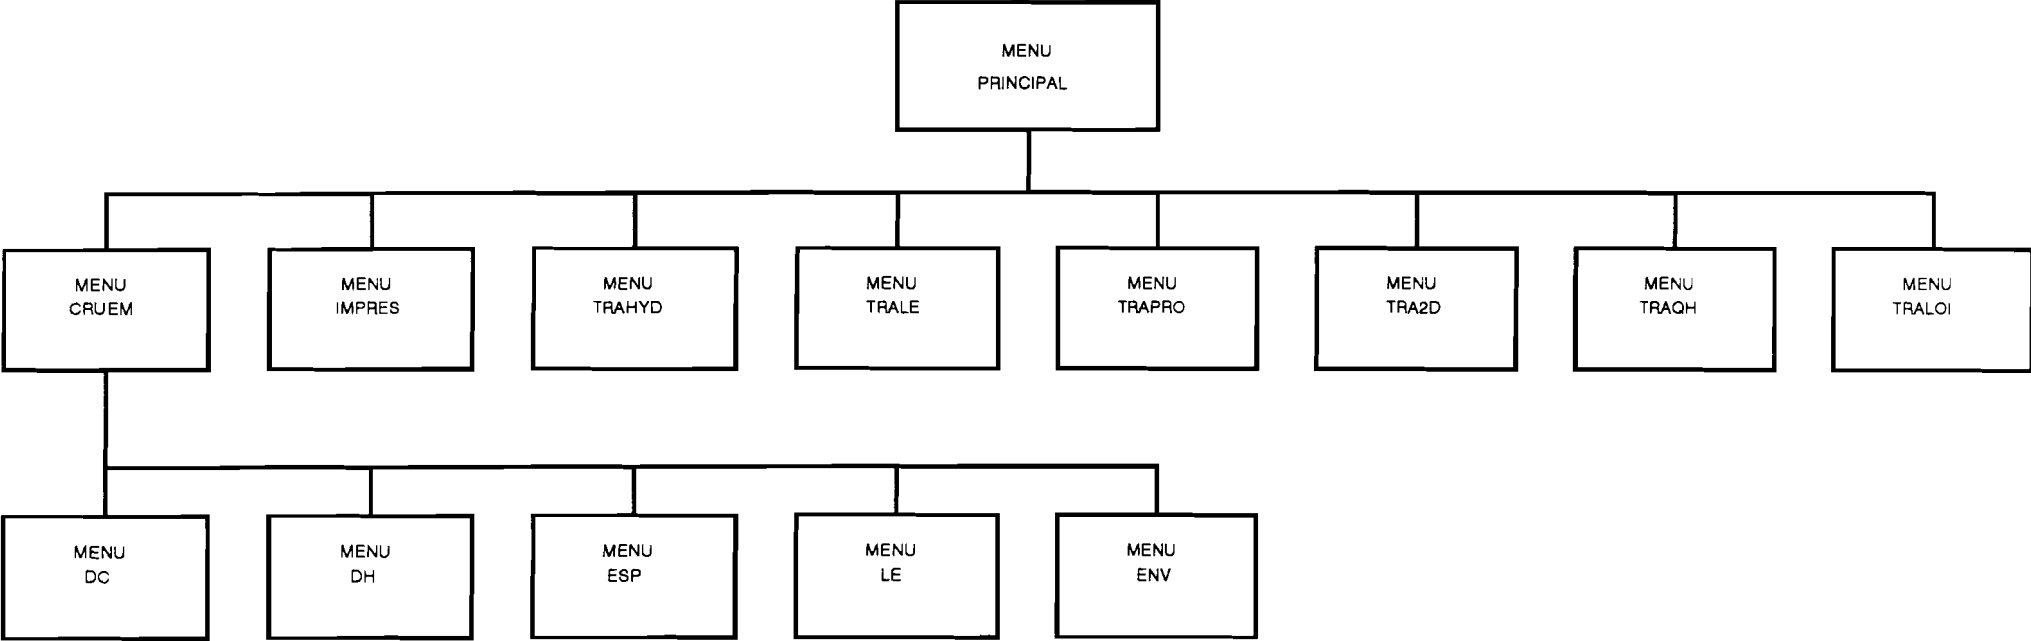 MENU
PRINCIPAL
MENU
CRUEM
MENU
IMPRES
MENU
TRAHYD
MENU
TRALE
MENU
TRAPRO
MENU
TRA2D
MENU
TRAQH
MENU
TRALOI
MENU
DC
MENU
DH
MENU
ESP
MENU
LE
MENU
ENV